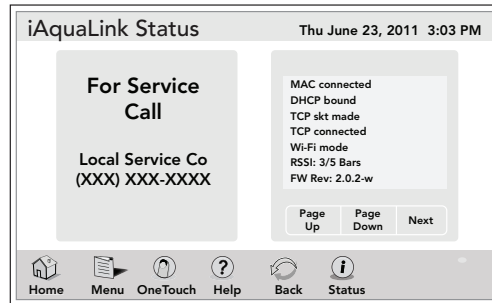 iAquaLink Status
Thu June 23, 2011 3:03 PM
For Service
Call
Local Service Co
(XXX) XXX-XXXX
MAC connected
DHCP bound
TCP skt made
TCP connected
Wi-Fi mode
RSSI: 3/5 Bars
FW Rev: 2.0.2-w
Page Up
Page Down
Next
Home
Menu
OneTouch
? Help
Back
i Status